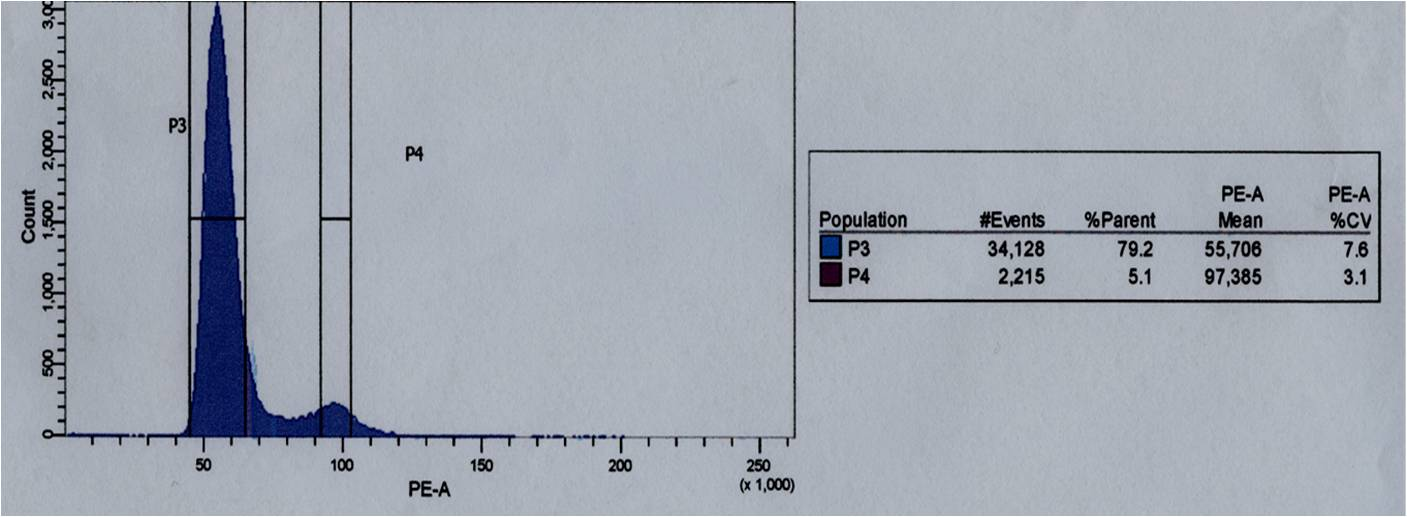 3,00
2,500
2,000
1,500
1,000
500
0
Count
P3
P4
50 100 150 200 250
(x 1,000)
PE-A
PE-A PE-A
Population #Events %Parent Mean %CV
P3 34,128 79.2 55,706 7.6
P4 2,215 5.1 97,385 3.1